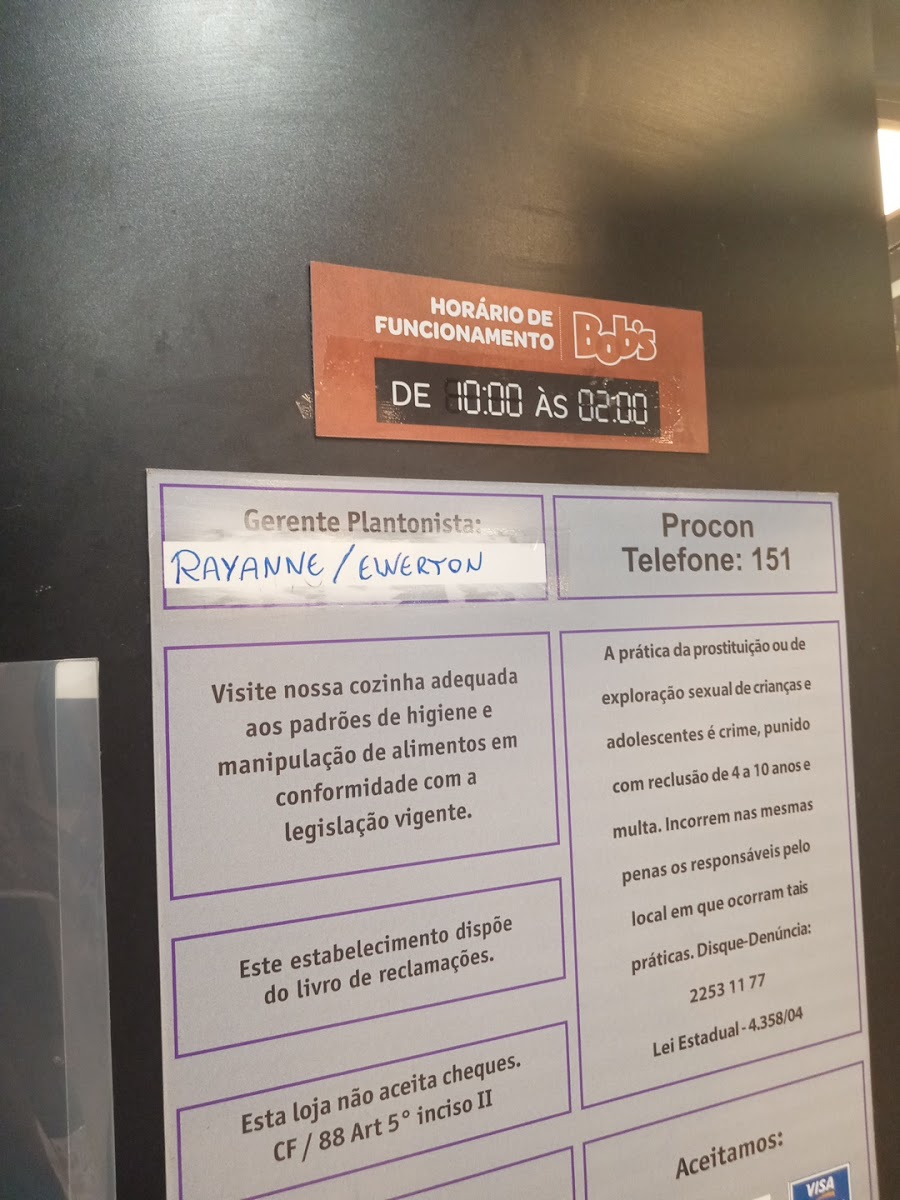 HORÁRIO DE
FUNCIONAMENTO
Bob's
DE 10:00 ÀS 02:00
Gerente Plantonista:
RAYANNE / EWERTON
Procon
Telefone: 151
Visite nossa cozinha adequada
aos padrões de higiene e
manipulação de alimentos em
conformidade com a
legislação vigente.
Este estabelecimento dispõe
do livro de reclamações.
Esta loja não aceita cheques.
CF / 88 Art 5° inciso II
A prática da prostituição ou de
exploração sexual de crianças e
adolescentes é crime, punido
com reclusão de 4 a 10 anos e
multa. Incorrem nas mesmas
penas os responsáveis pelo
local em que ocorram tais
práticas. Disque-Denúncia:
2253 11 77
Lei Estadual - 4.358/04
Aceitamos:
VISA